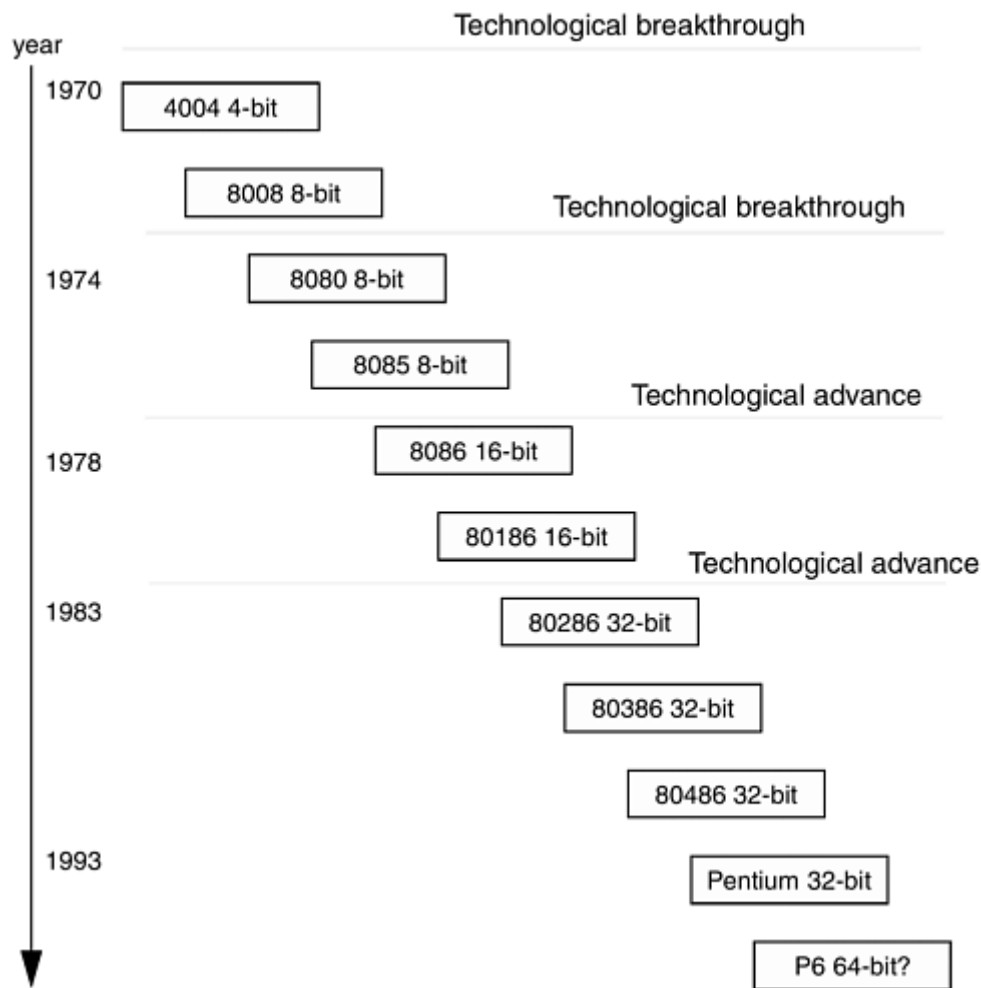 Technological breakthrough
year
1970
4004 4-bit
8008 8-bit
Technological breakthrough
1974
8080 8-bit
8085 8-bit
Technological advance
1978
8086 16-bit
80186 16-bit
Technological advance
1983
80286 32-bit
80386 32-bit
80486 32-bit
1993
Pentium 32-bit
P6 64-bit?